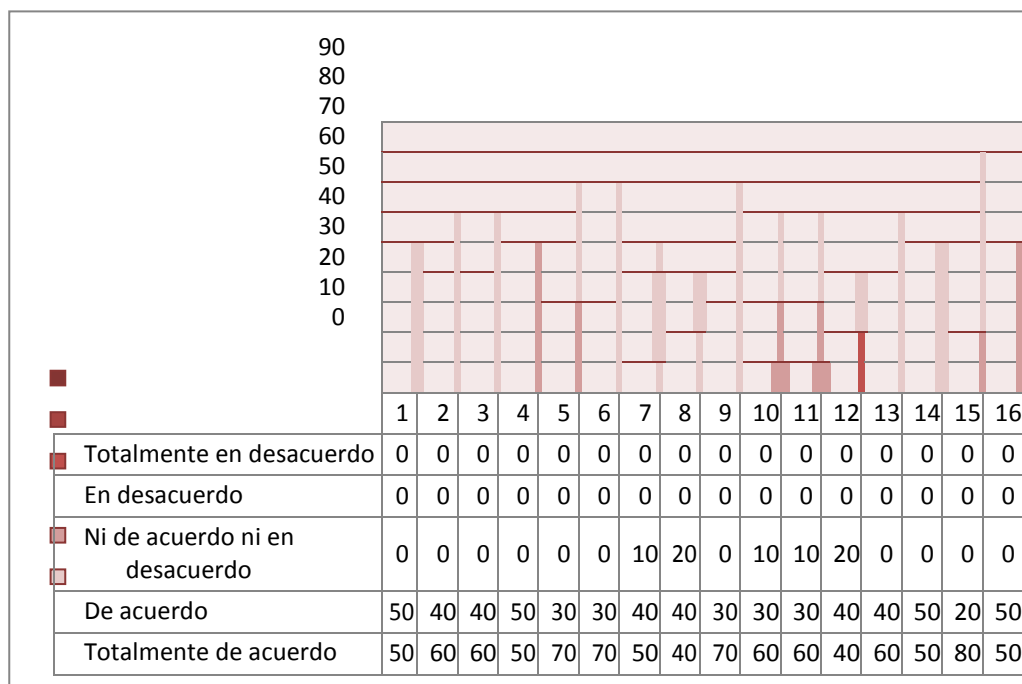 90
80
70
60
50
40
30
20
10
0
1 2 3 4 5 6 7 8 9 10 11 12 13 14 15 16
Totalmente en desacuerdo 0 0 0 0 0 0 0 0 0 0 0 0 0 0 0 0
En desacuerdo 0 0 0 0 0 0 0 0 0 0 0 0 0 0 0 0
Ni de acuerdo ni en
desacuerdo 0 0 0 0 0 0 10 20 0 10 10 20 0 0 0 0
De acuerdo 50 40 40 50 30 30 40 40 30 30 30 40 40 50 20 50
Totalmente de acuerdo 50 60 60 50 70 70 50 40 70 60 60 40 60 50 80 50